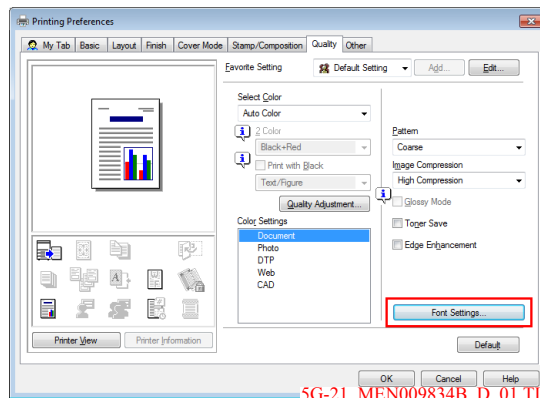 Printing Preferences
My Tab Basic Layout Finish Cover Mode Stamp/Composition Quality Other
Favorite Setting Default Setting Add... Edit...
Select Color
Auto Color
2 Color
Black+Red
Print with Black
Text/Figure
Quality Adjustment...
Color Settings
Document
Photo
DTP
Web
CAD
Pattern
Coarse
Image Compression
High Compression
Glossy Mode
Toner Save
Edge Enhancement
Font Settings...
Printer View Printer Information
Default
OK Cancel Help
5G-21_MEN009834B_D_01.TI